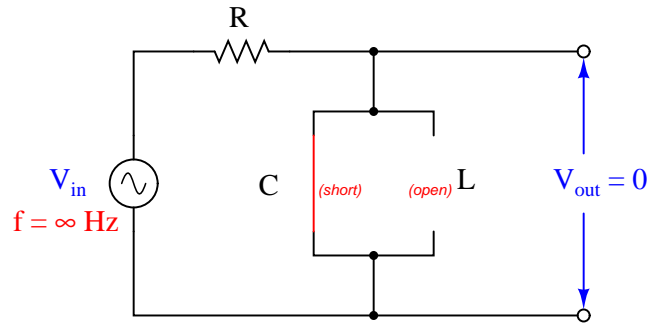 R
V_in
f = ∞ Hz
C
(short)
(open)
L
V_out = 0